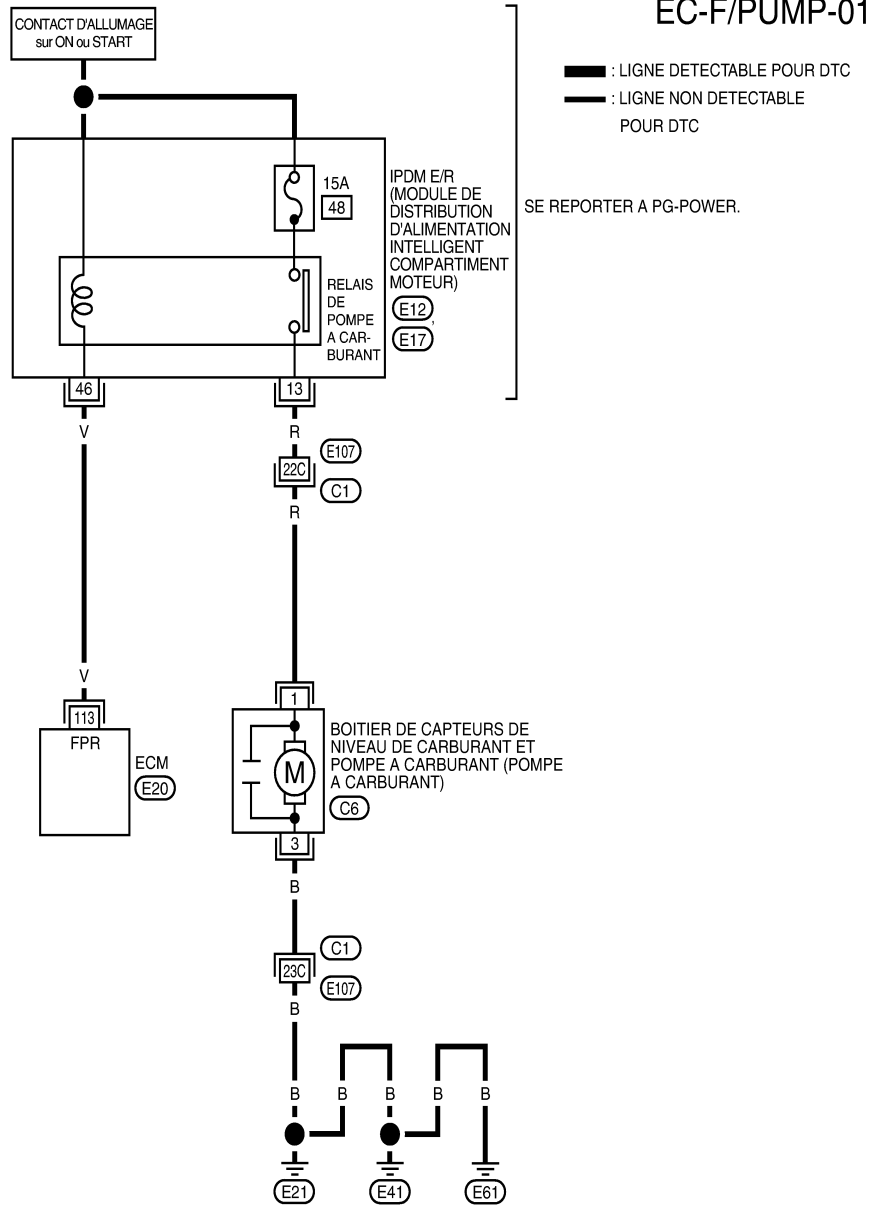 EC-F/PUMP-01
CONTACT D'ALLUMAGE
sur ON ou START
: LIGNE DETECTABLE POUR DTC
: LIGNE NON DETECTABLE
POUR DTC
15A
48
IPDM E/R
(MODULE DE
DISTRIBUTION
D'ALIMENTATION
INTELLIGENT
COMPARTIMENT
MOTEUR)
E12,
E17
SE REPORTER A PG-POWER.
RELAIS
DE
POMPE
A CAR-
BURANT
46
13
V
R
E107
22C
C1
R
V
113
FPR
ECM
E20
1
M
BOITIER DE CAPTEURS DE
NIVEAU DE CARBURANT ET
POMPE A CARBURANT (POMPE
A CARBURANT)
C6
3
B
C1
23C
E107
B
B B B B B
E21 E41 E61